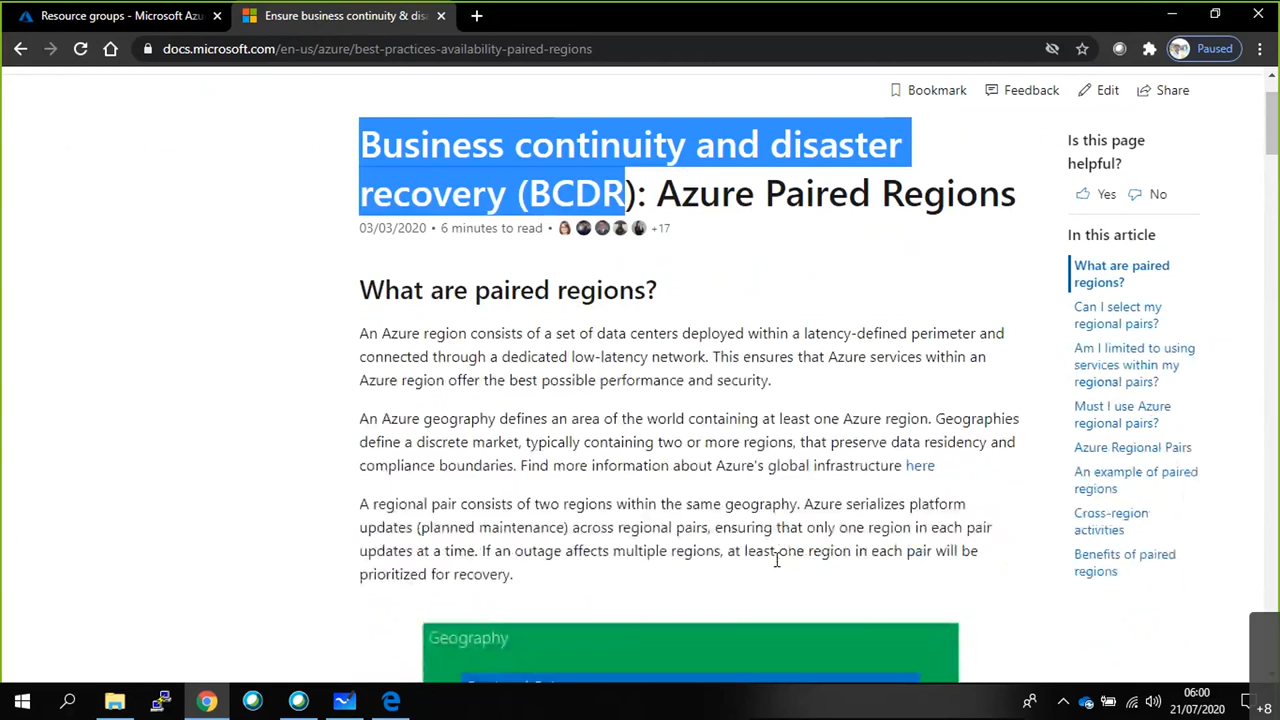 Resource groups - Microsoft Azu
Ensure business continuity & disa
docs.microsoft.com/en-us/azure/best-practices-availability-paired-regions
Paused
Bookmark
Feedback
Edit
Share
Business continuity and disaster
recovery (BCDR): Azure Paired Regions
03/03/2020 • 6 minutes to read •
+17
What are paired regions?
An Azure region consists of a set of data centers deployed within a latency-defined perimeter and
connected through a dedicated low-latency network. This ensures that Azure services within an
Azure region offer the best possible performance and security.
An Azure geography defines an area of the world containing at least one Azure region. Geographies
define a discrete market, typically containing two or more regions, that preserve data residency and
compliance boundaries. Find more information about Azure's global infrastructure here
A regional pair consists of two regions within the same geography. Azure serializes platform
updates (planned maintenance) across regional pairs, ensuring that only one region in each pair
updates at a time. If an outage affects multiple regions, at least one region in each pair will be
prioritized for recovery.
Geography
Is this page
helpful?
Yes
No
In this article
What are paired
regions?
Can I select my
regional pairs?
Am I limited to using
services within my
regional pairs?
Must I use Azure
regional pairs?
Azure Regional Pairs
An example of paired
regions
Cross-region
activities
Benefits of paired
regions
06:00
21/07/2020
+8